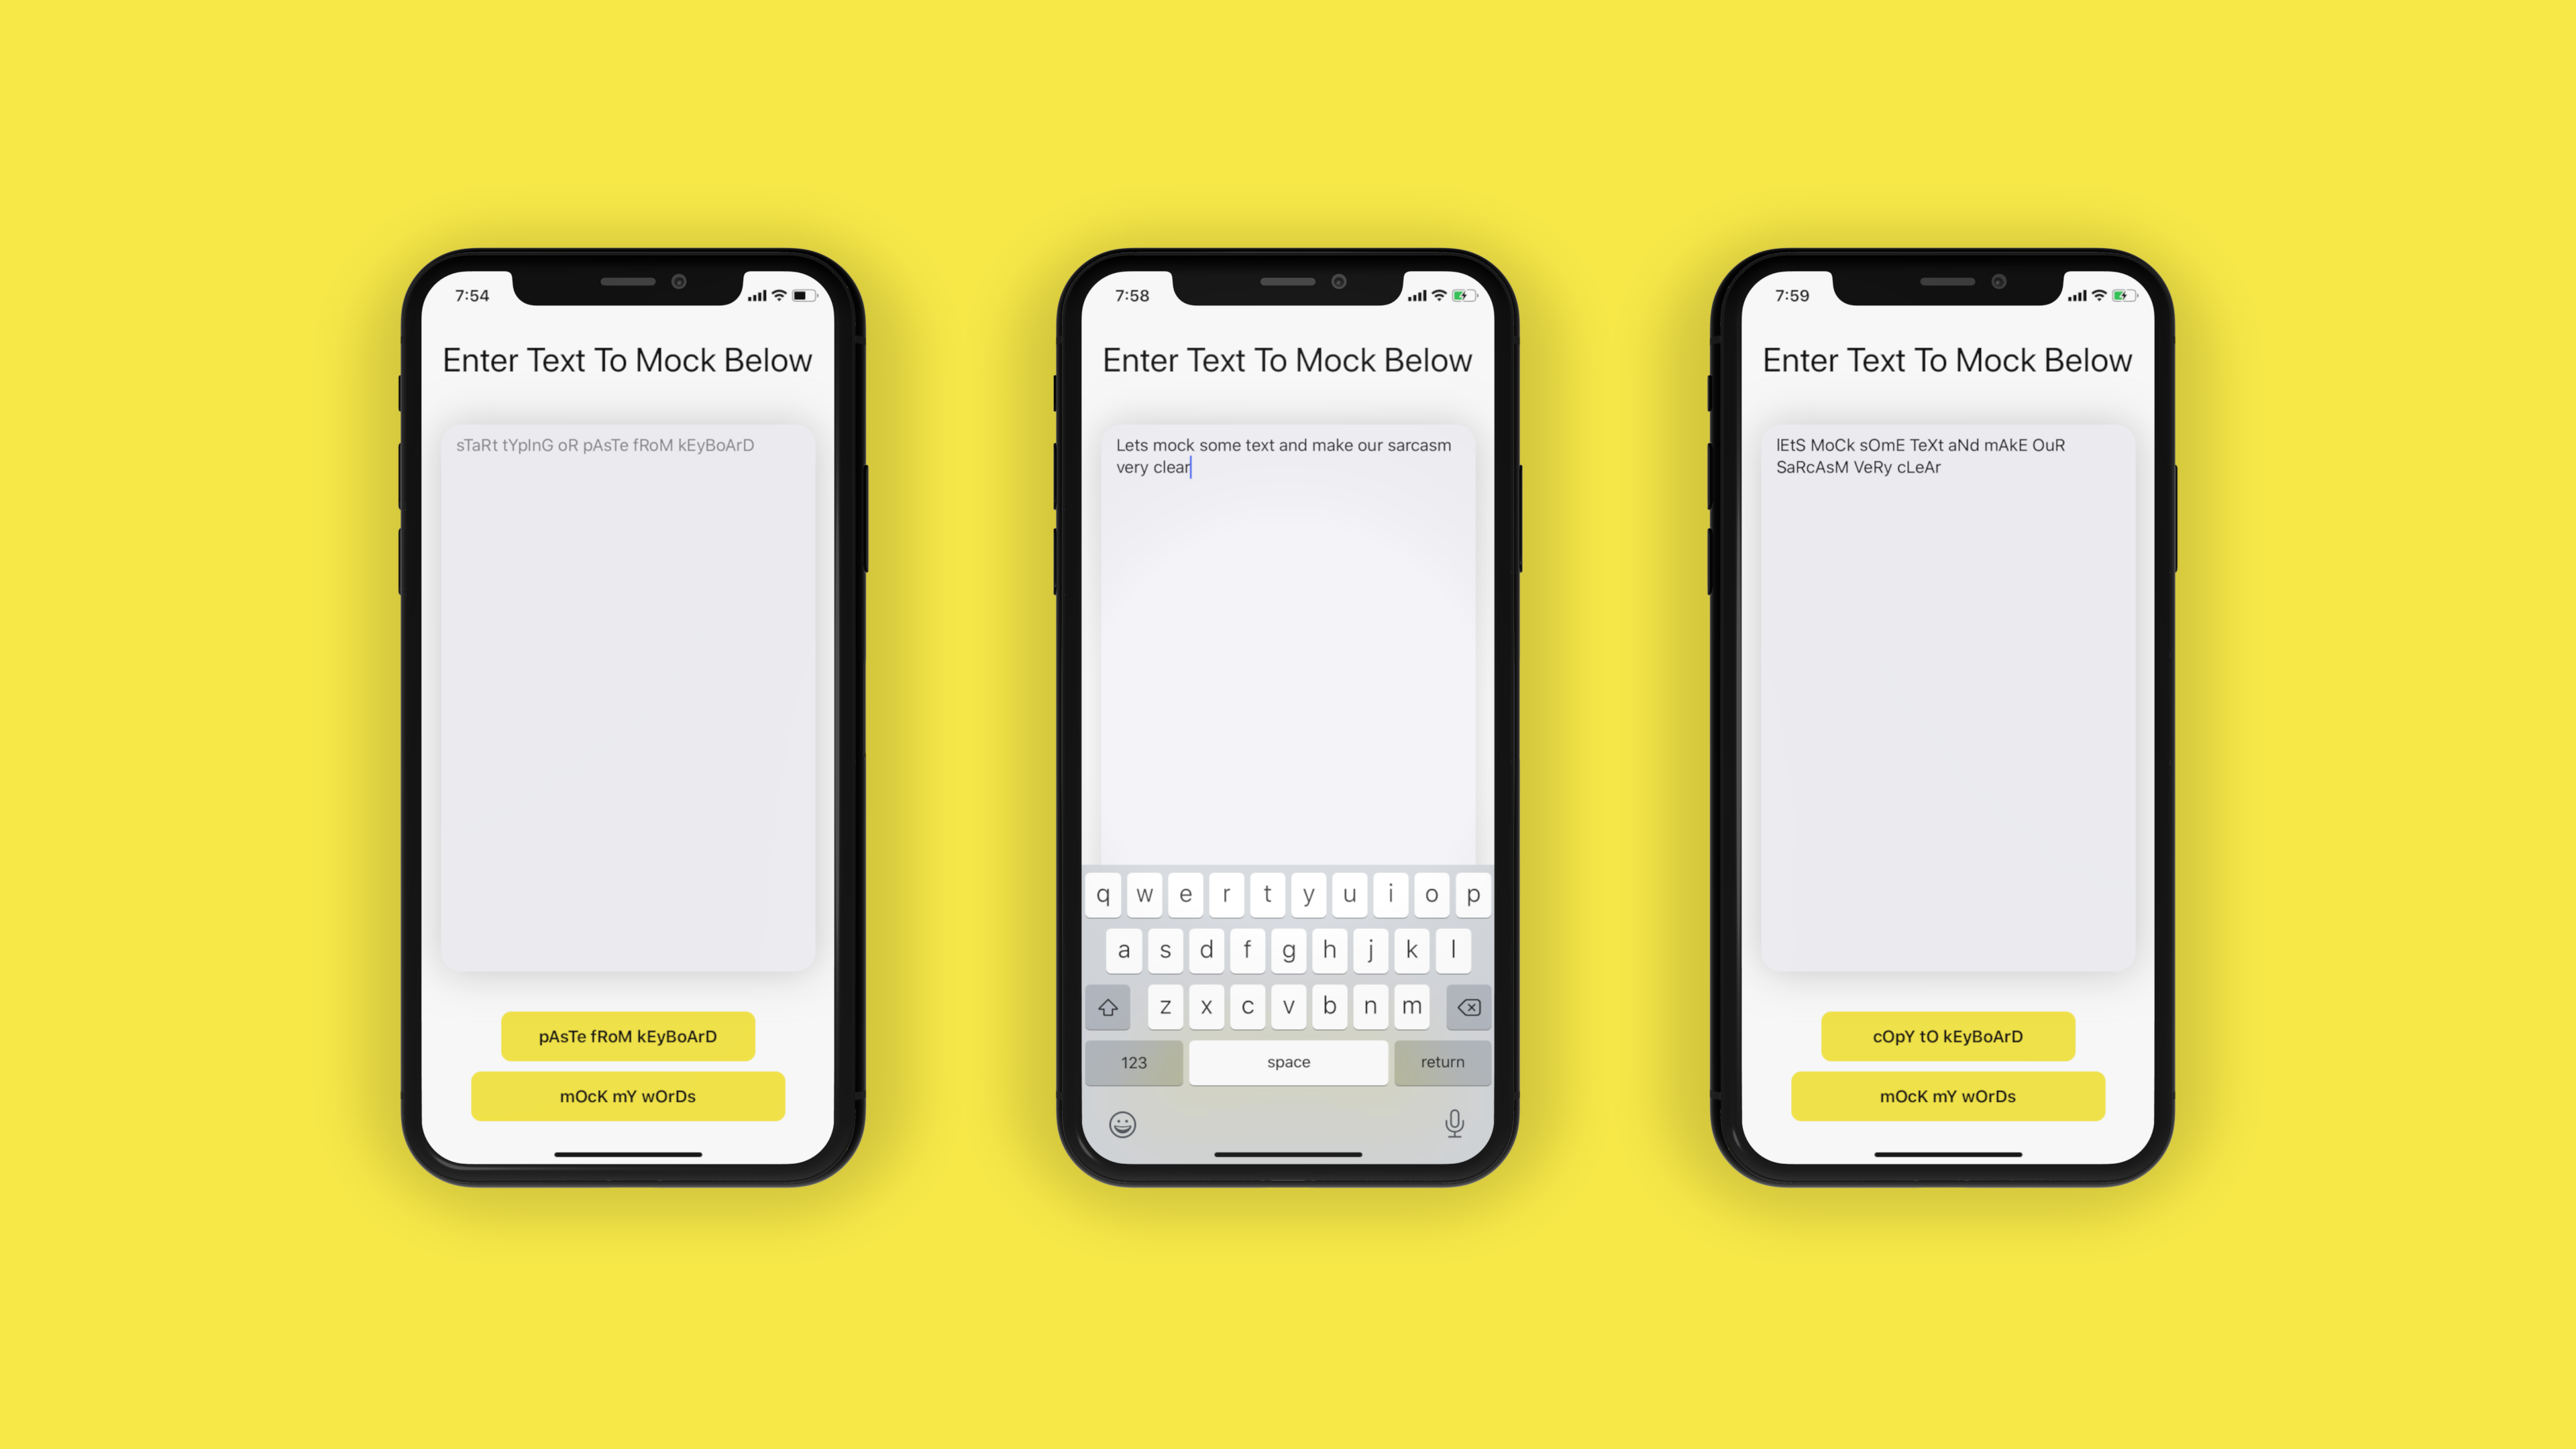 7:54
Enter Text To Mock Below
sTaRt tYpInG oR pAsTe fRoM kEyBoArD
pAsTe fRoM kEyBoArD
mOcK mY wOrDs
7:58
Enter Text To Mock Below
Lets mock some text and make our sarcasm
very clear
q w e r t y u i o p
a s d f g h j k l
z x c v b n m
123 space return
7:59
Enter Text To Mock Below
lEtS MoCk sOmE TeXt aNd mAkE OuR
SaRcAsM VeRy cLeAr
cOpY tO kEyBoArD
mOcK mY wOrDs